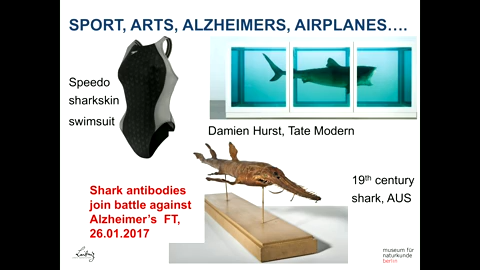 SPORT, ARTS, ALZHEIMERS, AIRPLANES….
Speedo
sharkskin
swimsuit
Damien Hurst, Tate Modern
19th century
shark, AUS
Shark antibodies
join battle against
Alzheimer’s FT,
26.01.2017
museum für
naturkunde
berlin